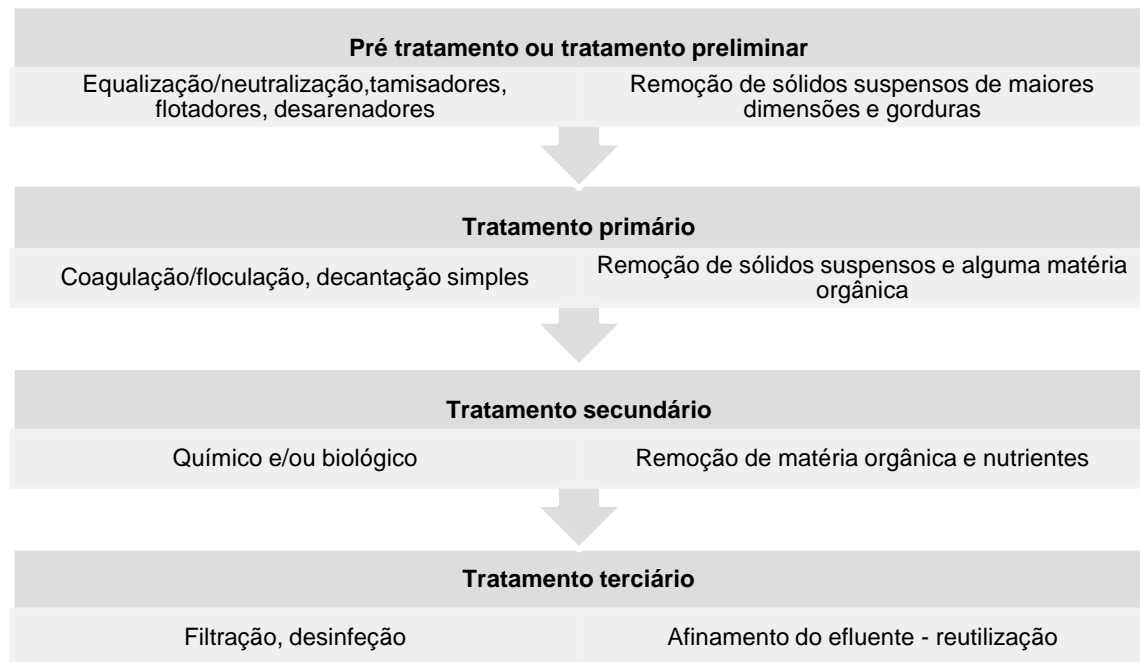 Pré tratamento ou tratamento preliminar
Equalização/neutralização,tamisadores,
flotadores, desarenadores
Remoção de sólidos suspensos de maiores
dimensões e gorduras
Tratamento primário
Coagulação/floculação, decantação simples
Remoção de sólidos suspensos e alguma matéria
orgânica
Tratamento secundário
Químico e/ou biológico
Remoção de matéria orgânica e nutrientes
Tratamento terciário
Filtração, desinfeção
Afinamento do efluente - reutilização